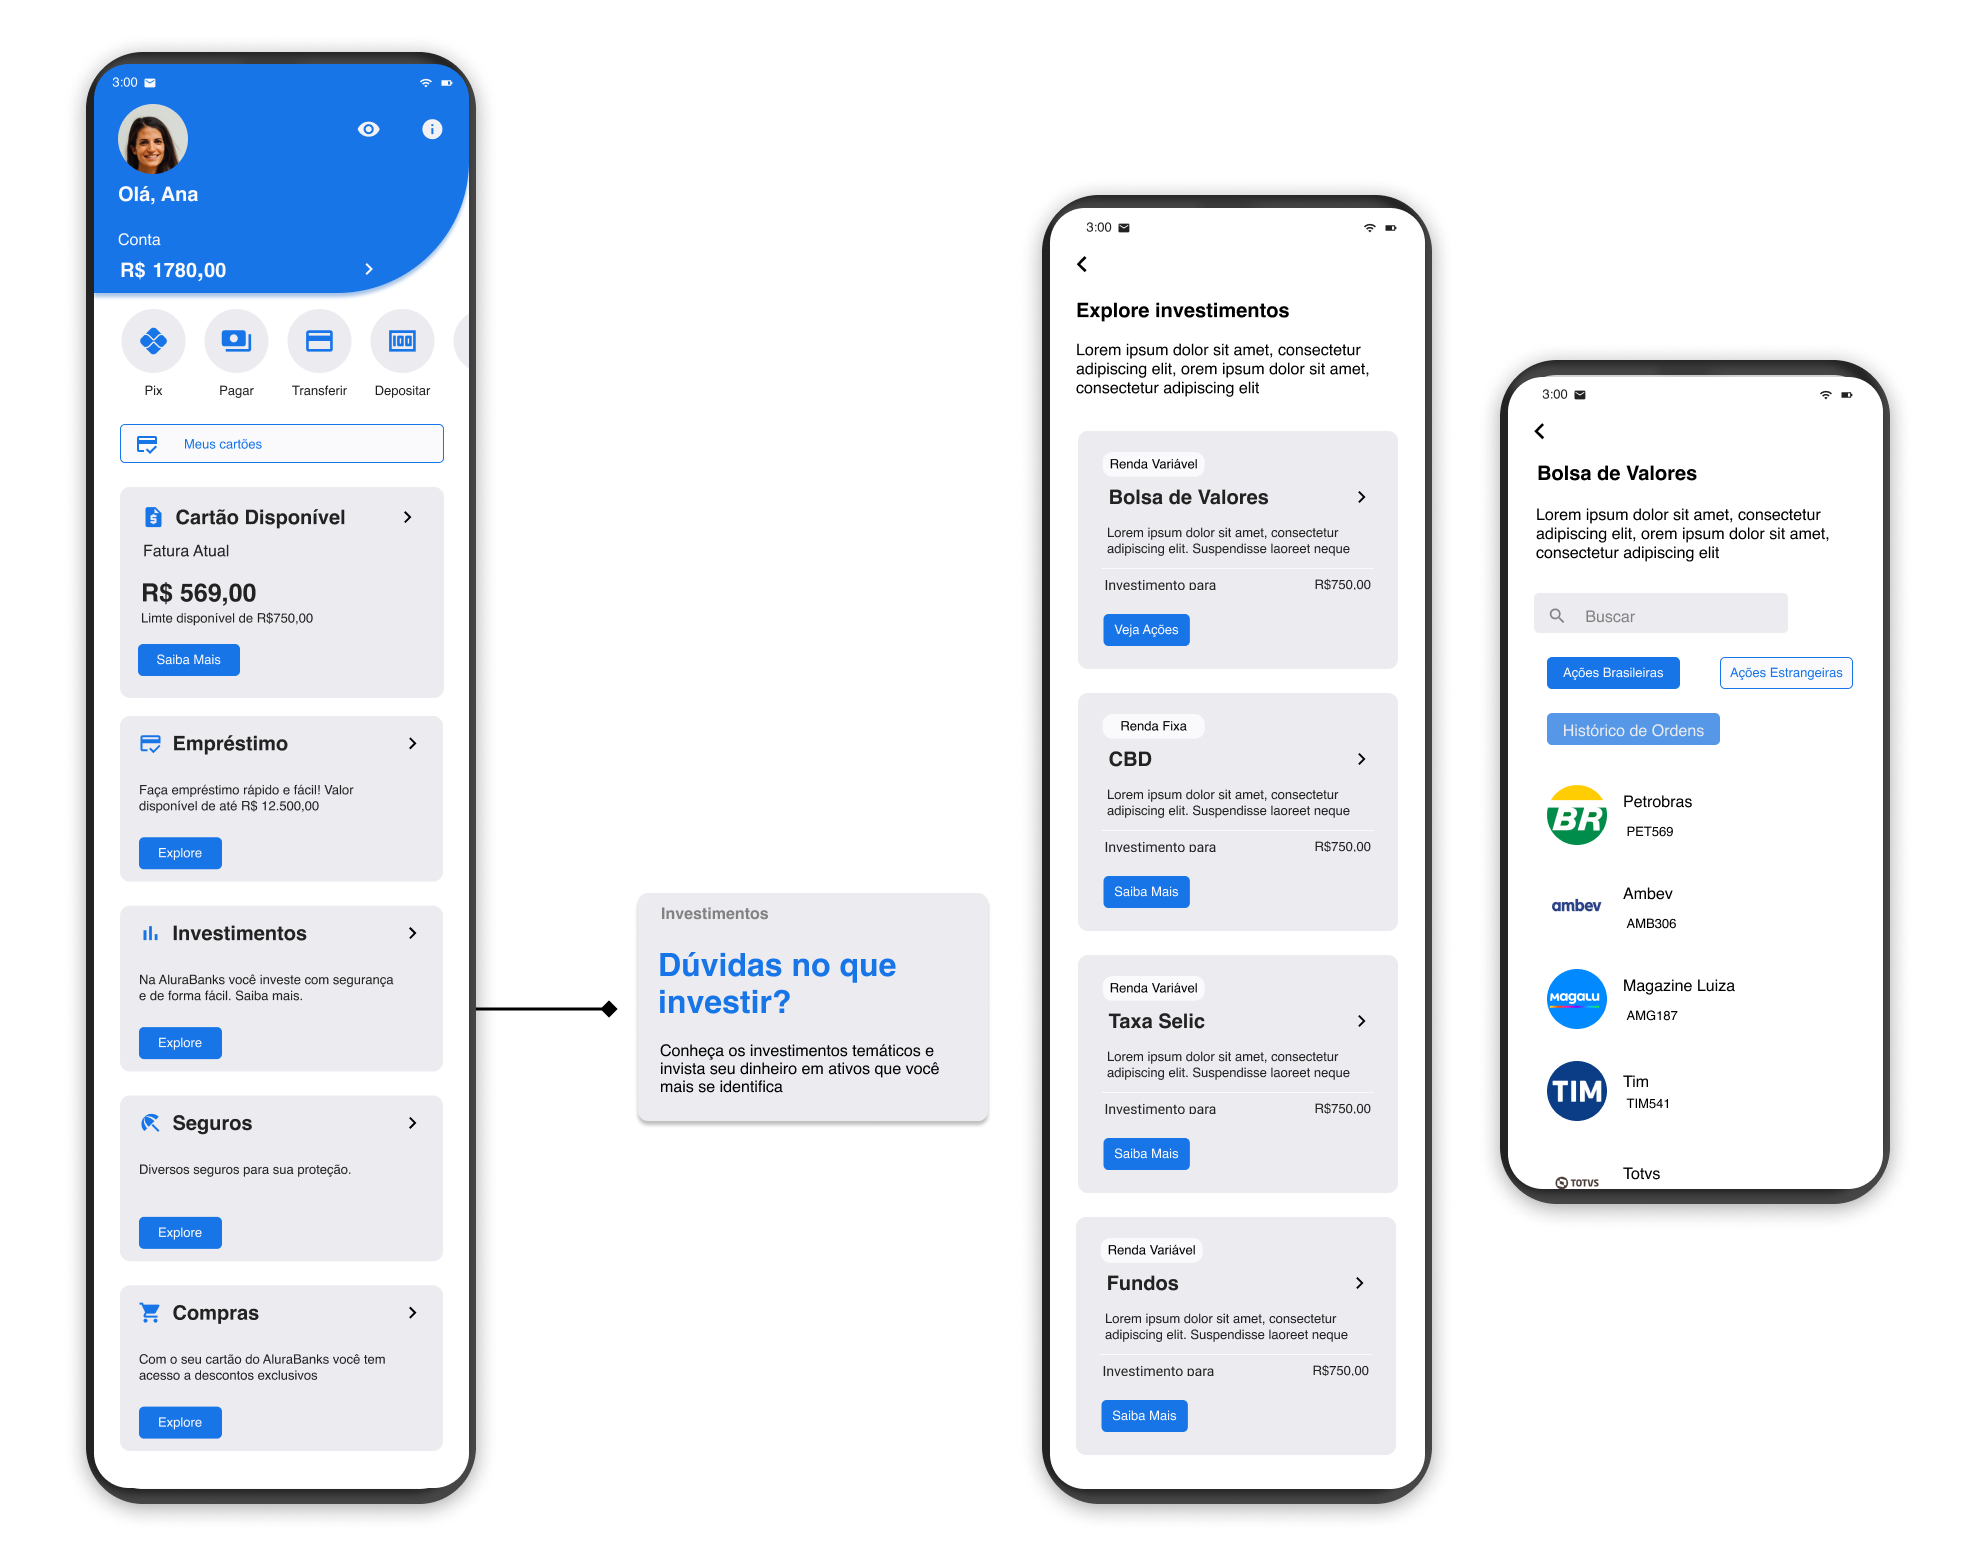 3:00
Olá, Ana
Conta
R$ 1780,00
Pix
Pagar
Transferir
Depositar
Meus cartões
Cartão Disponível
Fatura Atual
R$ 569,00
Limte disponível de R$750,00
Saiba Mais
Empréstimo
Faça empréstimo rápido e fácil! Valor
disponível de até R$ 12.500,00
Explore
Investimentos
Na AluraBanks você investe com segurança
e de forma fácil. Saiba mais.
Explore
Seguros
Diversos seguros para sua proteção.
Explore
Compras
Com o seu cartão do AluraBanks você tem
acesso a descontos exclusivos
Explore
Investimentos
Dúvidas no que
investir?
Conheça os investimentos temáticos e
invista seu dinheiro em ativos que você
mais se identifica
3:00
Explore investimentos
Lorem ipsum dolor sit amet, consectetur
adipiscing elit, orem ipsum dolor sit amet,
consectetur adipiscing elit
Renda Variável
Bolsa de Valores
Lorem ipsum dolor sit amet, consectetur
adipiscing elit. Suspendisse laoreet neque
Investimento para R$750,00
Veja Ações
Renda Fixa
CBD
Lorem ipsum dolor sit amet, consectetur
adipiscing elit. Suspendisse laoreet neque
Investimento para R$750,00
Saiba Mais
Renda Variável
Taxa Selic
Lorem ipsum dolor sit amet, consectetur
adipiscing elit. Suspendisse laoreet neque
Investimento para R$750,00
Saiba Mais
Renda Variável
Fundos
Lorem ipsum dolor sit amet, consectetur
adipiscing elit. Suspendisse laoreet neque
Investimento para R$750,00
Saiba Mais
3:00
Bolsa de Valores
Lorem ipsum dolor sit amet, consectetur
adipiscing elit, orem ipsum dolor sit amet,
consectetur adipiscing elit
Buscar
Ações Brasileiras
Ações Estrangeiras
Histórico de Ordens
BR
Petrobras
PET569
ambev
Ambev
AMB306
Magalu
Magazine Luiza
AMG187
TIM
Tim
TIM541
TOTVS
Totvs